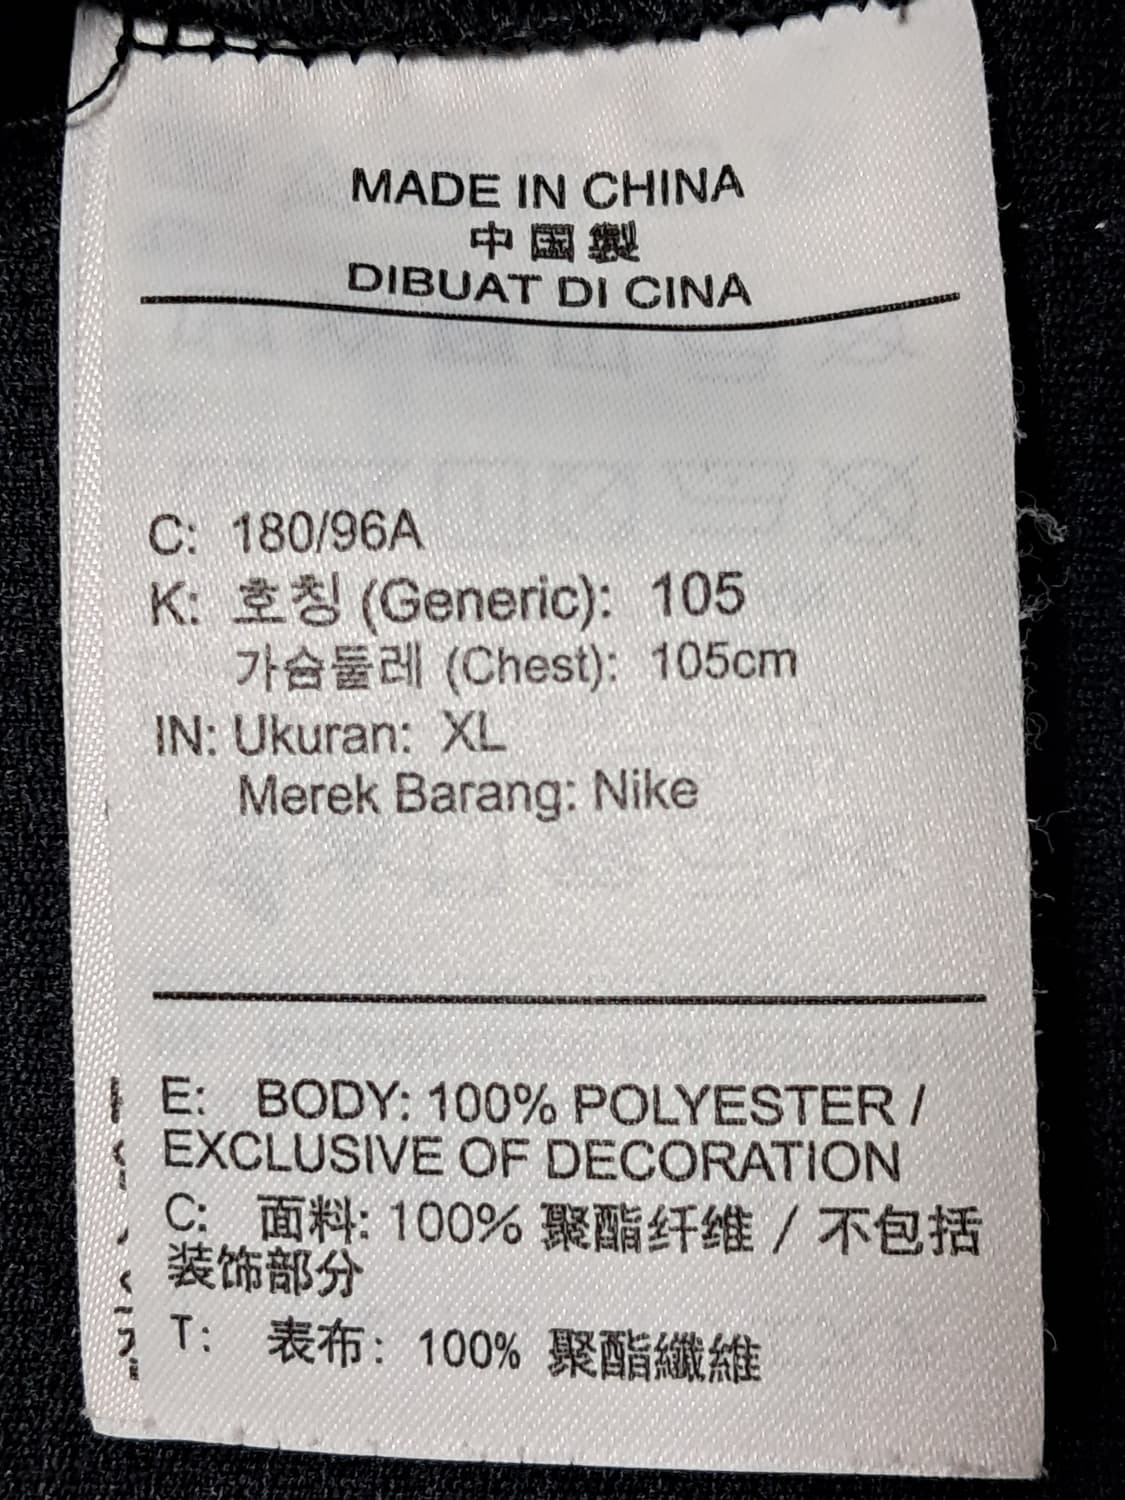 MADE IN CHINA
中国製
DIBUAT DI CINA
C: 180/96A
K: 호칭 (Generic): 105
가슴둘레 (Chest): 105cm
IN: Ukuran: XL
Merek Barang: Nike
E: BODY: 100% POLYESTER /
EXCLUSIVE OF DECORATION
C: 面料: 100% 聚酯纤维 / 不包括
装饰部分
T: 表布: 100% 聚酯纖維